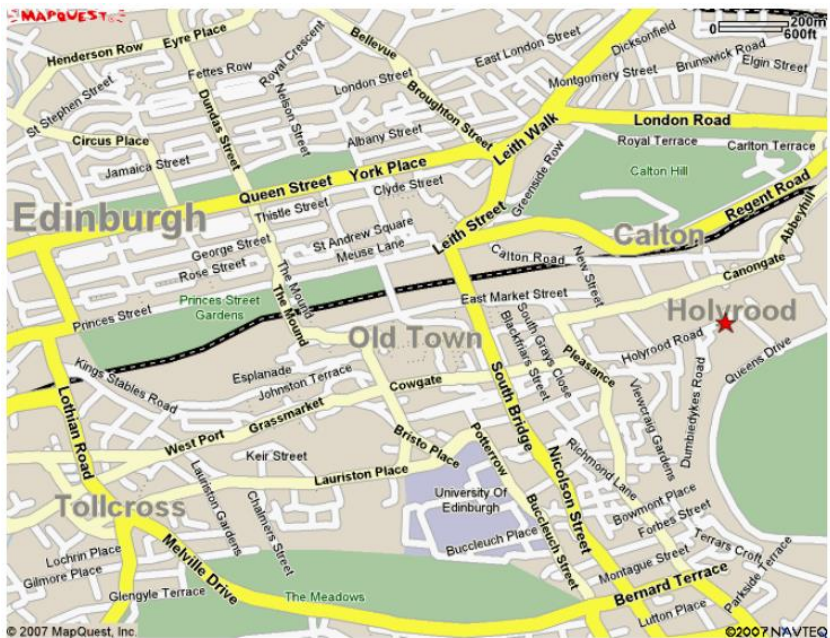 MAPQUEST
200m
0
600ft
Eyre Place
Bellevue
Henderson Row
Royal Crescent
East London Street
Dicksonfield
Brunswick Road
Fettes Row
Elgin Street
London Street
Montgomery Street
St Stephen Street
Dundas Street
Nelson Street
Broughton Street
Leith Walk
London Road
Circus Place
Albany Street
Royal Terrace
Carlton Terrace
Jamaica Street
York Place
Calton Hill
Queen Street
Clyde Street
Greenside Row
Regent Road
Edinburgh
Thistle Street
Leith Street
Abbeyhill
George Street
St Andrew Square
Calton
Meuse Lane
Calton Road
New Street
Rose Street
The Mound
Canongate
Princes Street
Gardens
East Market Street
Princes Street
The Mound
Holyrood
Old Town
South Grays Close
Blackfriars Street
Pleasance
Holyrood Road
Queens Drive
Esplanade
Kings Stables Road
Johnston Terrace
Cowgate
South Bridge
Lothian Road
Grassmarket
Viewcraig Gardens
Dumbiedykes Road
West Port
Bristo Place
Potterrow
Keir Street
Richmond Lane
Nicolson Street
Lauriston Place
Lauriston Gardens
University Of
Edinburgh
Tollcross
Chalmers Street
Buccleuch Street
Bowmont Place
Forbes Street
Terrars Croft
Buccleuch Place
Lochrin Place
Melville Drive
Montague Street
Gilmore Place
Parkside Terrace
Glengyle Terrace
The Meadows
Bernard Terrace
Lutton Place
© 2007 MapQuest, Inc.
©2007 NAVTEQ